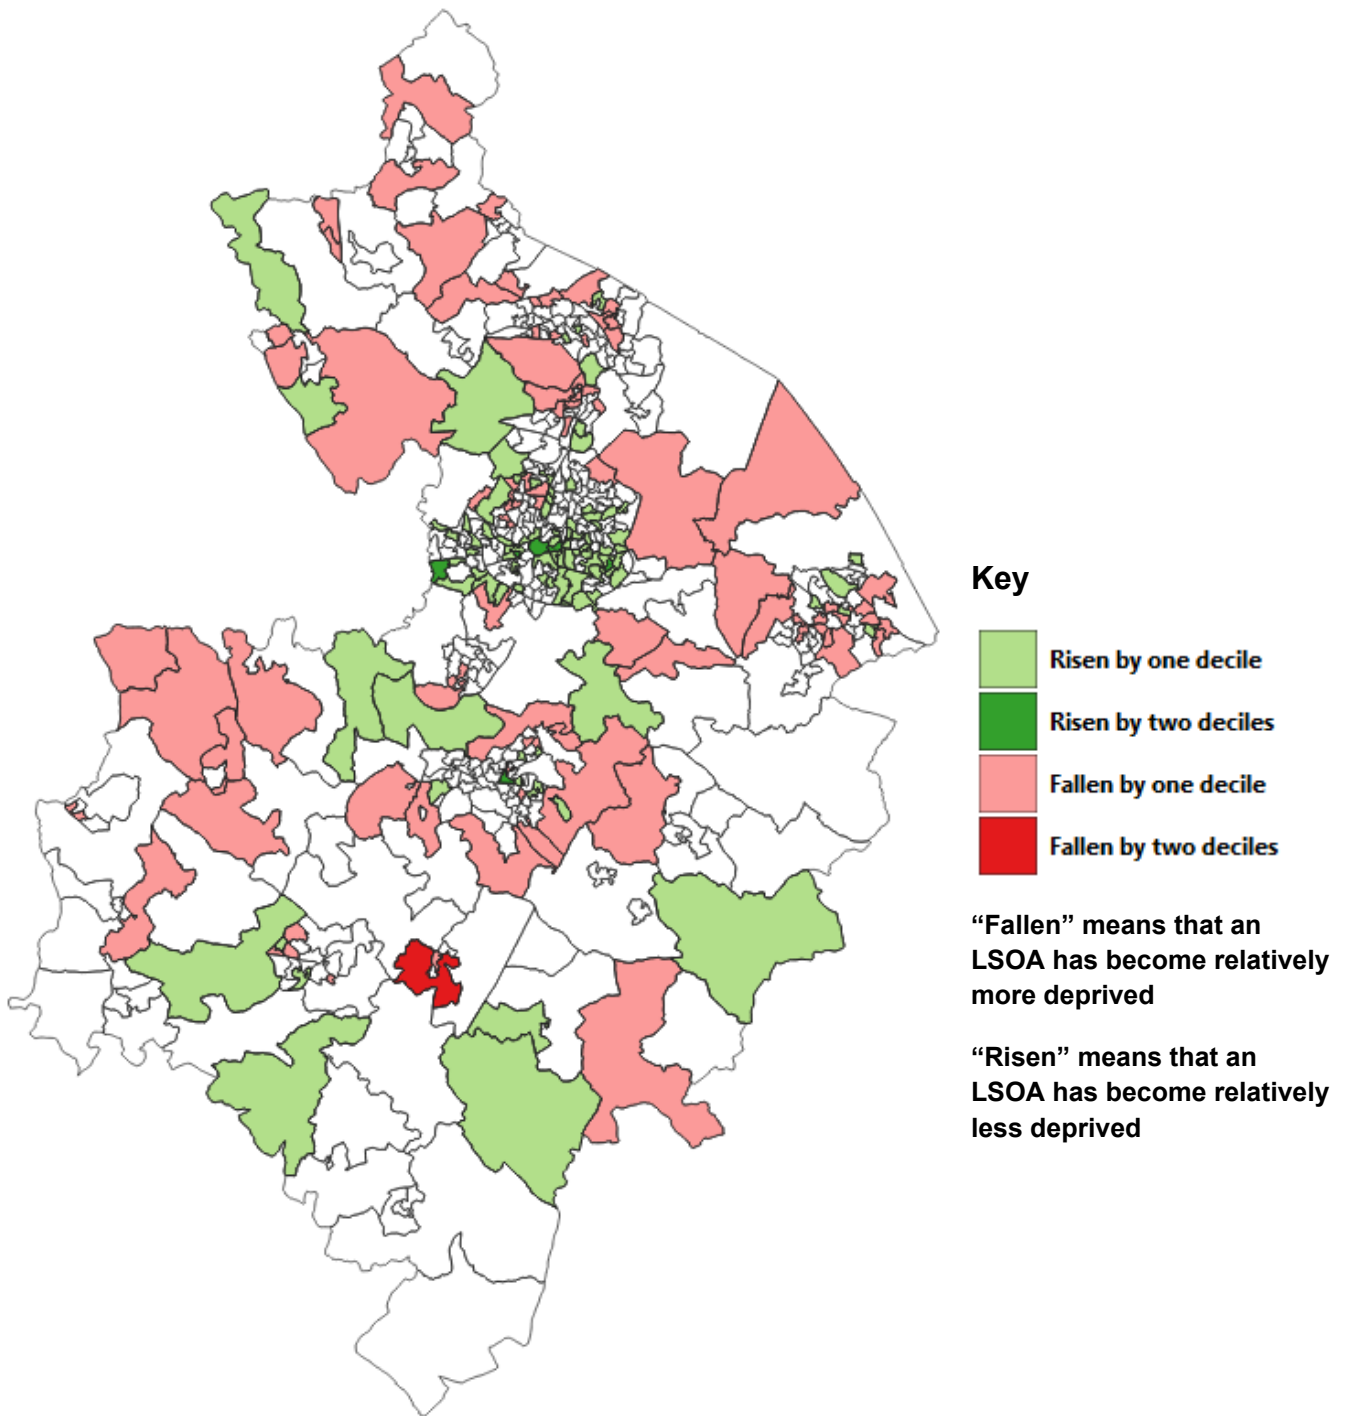 Key
Risen by one decile
Risen by two deciles
Fallen by one decile
Fallen by two deciles
“Fallen” means that an
LSOA has become relatively
more deprived
“Risen” means that an
LSOA has become relatively
less deprived